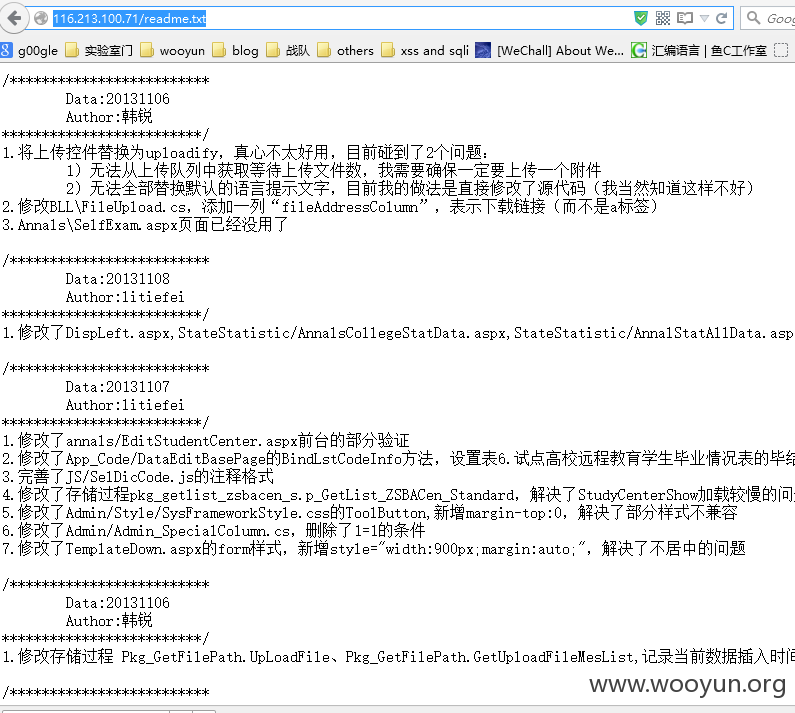 116.213.100.71/readme.txt
Goog
g00gle 实验室门 wooyun blog 战队 others xss and sqli [WeChall] About We... 汇编语言 | 鱼C工作室
/*************************
Data:20131106
Author:韩锐
*************************/
1.将上传控件替换为uploadify，真心不太好用，目前碰到了2个问题：
1）无法从上传队列中获取等待上传文件数，我需要确保一定要上传一个附件
2）无法全部替换默认的语言提示文字，目前我的做法是直接修改了源代码（我当然知道这样不好）
2.修改BLL\FileUpload.cs，添加一列“fileAddressColumn”，表示下载链接（而不是a标签）
3.Annals\SelfExam.aspx页面已经没用了
/*************************
Data:20131108
Author:litiefei
*************************/
1.修改了DispLeft.aspx,StateStatistic/AnnalsCollegeStatData.aspx,StateStatistic/AnnalStatAllData.asp
/*************************
Data:20131107
Author:litiefei
*************************/
1.修改了annals/EditStudentCenter.aspx前台的部分验证
2.修改了App_Code/DataEditBasePage的BindLstCodeInfo方法，设置表6.试点高校远程教育学生毕业情况表的毕结
3.完善了JS/SelDicCode.js的注释格式
4.修改了存储过程pkg_getlist_zsbacen_s.p_GetList_ZSBACen_Standard，解决了StudyCenterShow加载较慢的问
5.修改了Admin/Style/SysFrameworkStyle.css的ToolButton,新增margin-top:0，解决了部分样式不兼容
6.修改了Admin/Admin_SpecialColumn.cs，删除了1=1的条件
7.修改了TemplateDown.aspx的form样式，新增style="width:900px;margin:auto;"，解决了不居中的问题
/*************************
Data:20131106
Author:韩锐
*************************/
1.修改存储过程 Pkg_GetFilePath.UpLoadFile、Pkg_GetFilePath.GetUploadFileMesList,记录当前数据插入时间
/*************************
www.wooyun.org